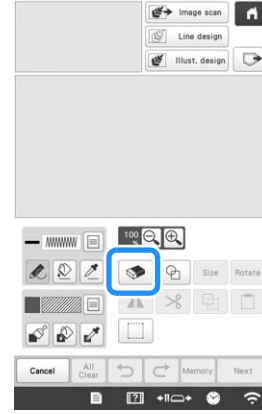 Image scan
Line design
Illust. design
100 %
Size Rotate
Cancel All Clear Memory Next